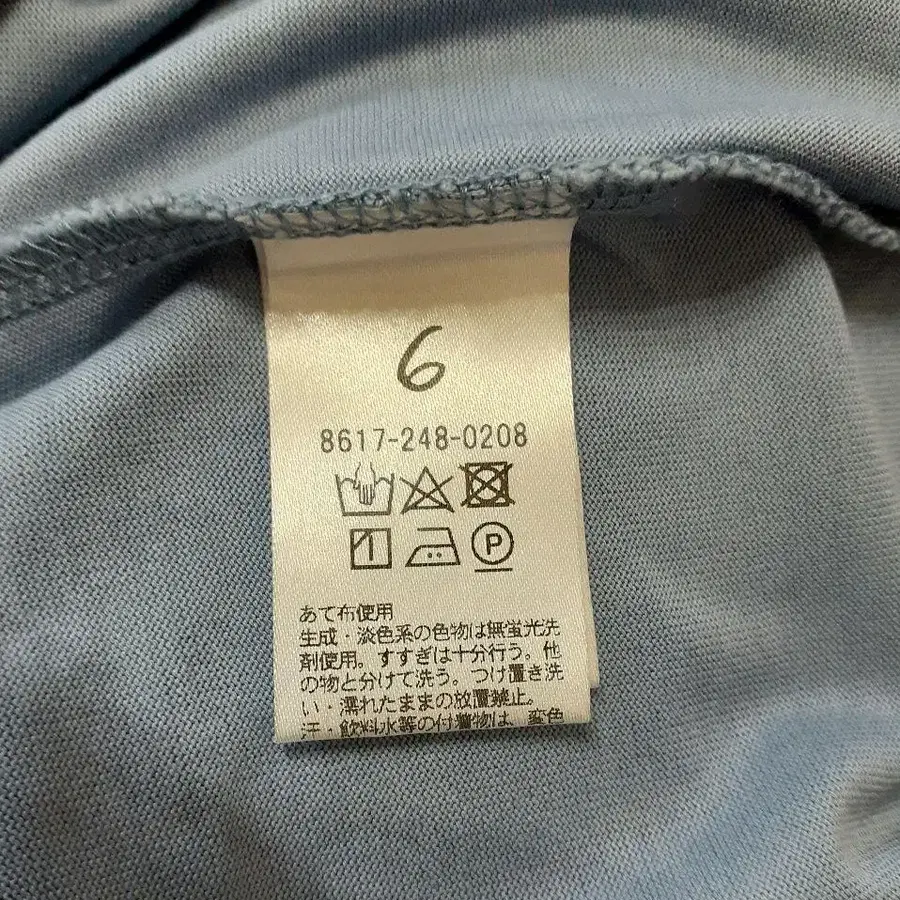 6
8617-248-0208
P
あて布使用
生成・淡色系の色物は無蛍光洗
剤使用。すすぎは十分行う。他
の物と分けて洗う。つけ置き洗
い・濡れたままの放置禁止。
汗・飲料水等の付着物は、変色